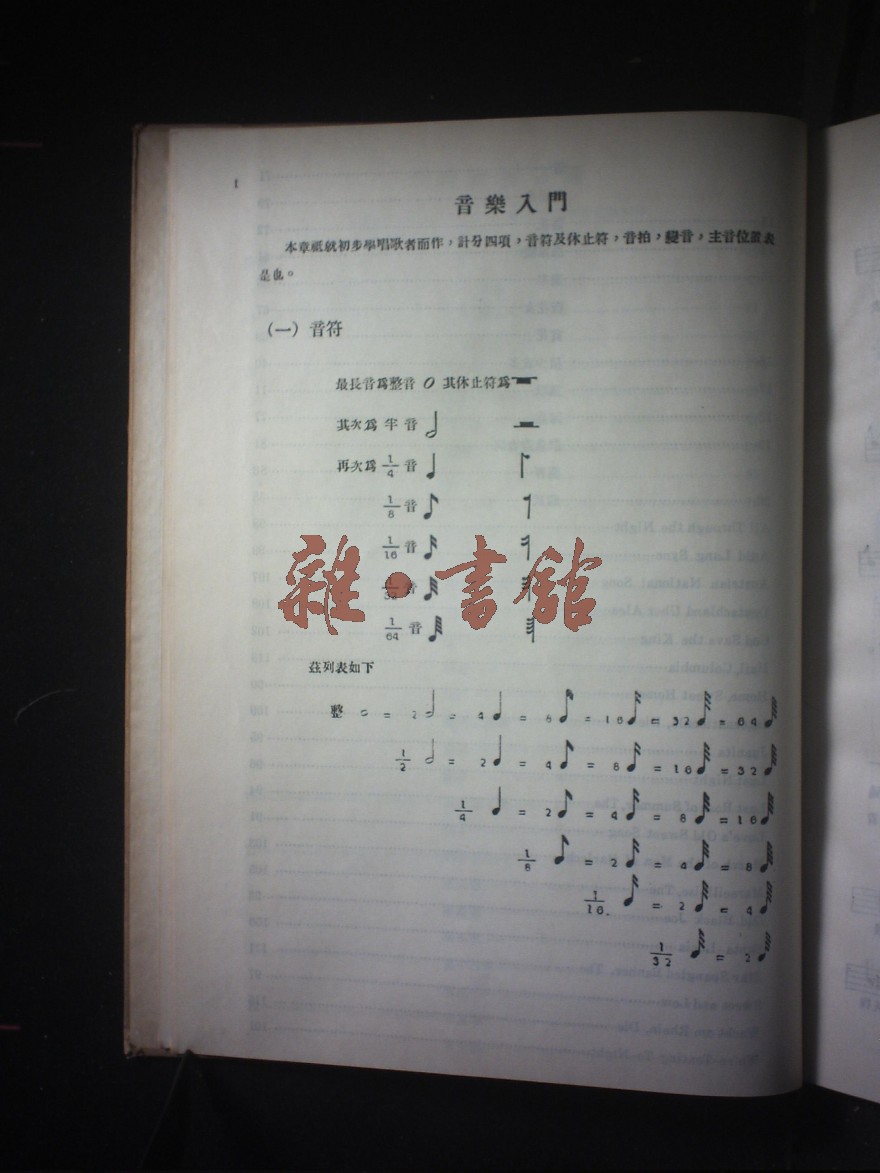 1
音樂入門
本章祇就初步學唱歌者而作，計分四項，音符及休止符，音拍，變音，主音位置表
是也。
(一) 音符
最長音爲整音 其休止符爲
其次爲 半 音
再次爲 1/4 音
1/8 音
1/16 音
1/32 音
1/64 音
雜·書館
茲列表如下
整 = 2 = 4 = 8 = 16 = 32 = 64
1/2 = 2 = 4 = 8 = 16 = 32
1/4 = 2 = 4 = 8 = 16
1/8 = 2 = 4 = 8
1/16. = 2 = 4
1/32 = 2